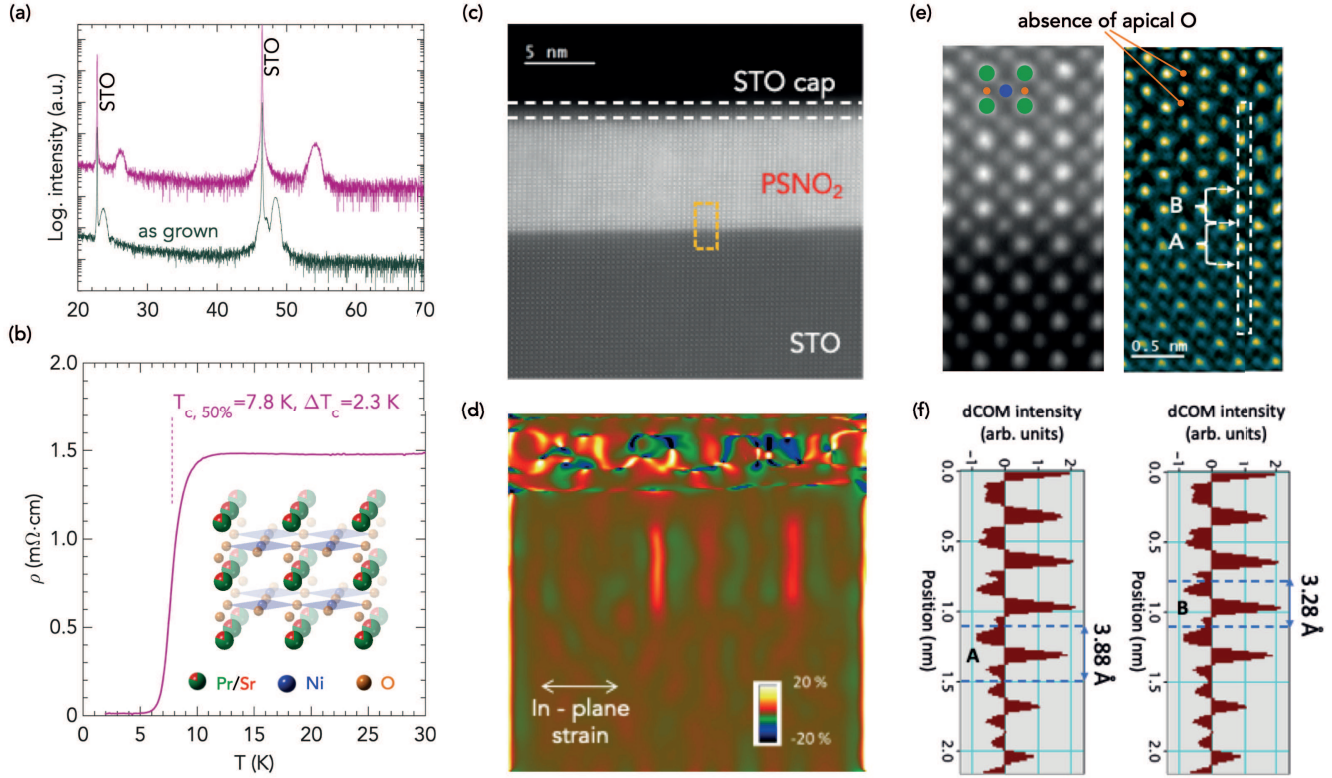 (a)
STO
STO
Log. intensity (a.u.)
as grown
20 30 40 50 60 70
(b)
2.0
1.5
1.0
0.5
0
ρ (mΩ·cm)
T_c, 50%=7.8 K, ΔT_c=2.3 K
Pr/Sr Ni O
0 5 10 15 20 25 30
T (K)
(c)
5 nm
STO cap
PSNO₂
STO
(d)
In - plane
strain
20 %
-20 %
(e)
absence of apical O
B
A
0.5 nm
(f)
dCOM intensity
(arb. units)
-1 0 1 2
0.0
0.5
1.0
1.5
2.0
Position (nm)
A
3.88 Å
dCOM intensity
(arb. units)
-1 0 1 2
0.0
0.5
1.0
1.5
2.0
Position (nm)
B
3.28 Å